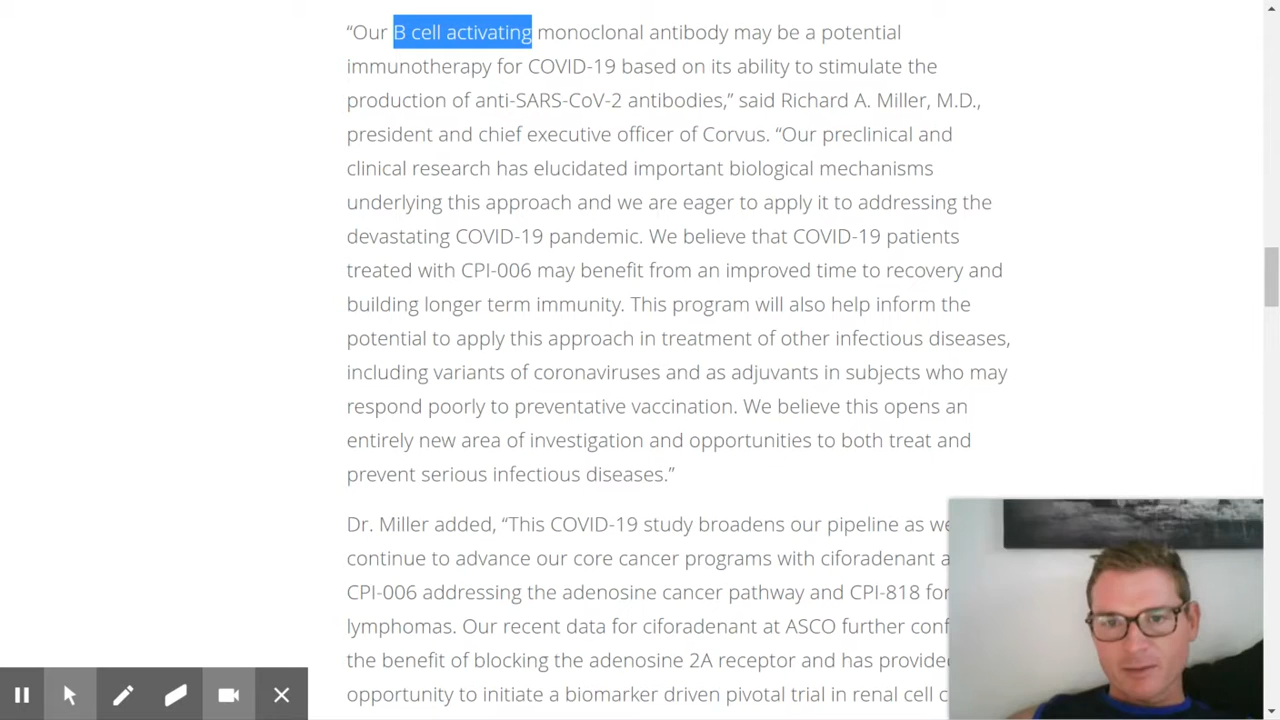 “Our B cell activating monoclonal antibody may be a potential
immunotherapy for COVID-19 based on its ability to stimulate the
production of anti-SARS-CoV-2 antibodies,” said Richard A. Miller, M.D.,
president and chief executive officer of Corvus. “Our preclinical and
clinical research has elucidated important biological mechanisms
underlying this approach and we are eager to apply it to addressing the
devastating COVID-19 pandemic. We believe that COVID-19 patients
treated with CPI-006 may benefit from an improved time to recovery and
building longer term immunity. This program will also help inform the
potential to apply this approach in treatment of other infectious diseases,
including variants of coronaviruses and as adjuvants in subjects who may
respond poorly to preventative vaccination. We believe this opens an
entirely new area of investigation and opportunities to both treat and
prevent serious infectious diseases.”
Dr. Miller added, “This COVID-19 study broadens our pipeline as
continue to advance our core cancer programs with ciforadenant
CPI-006 addressing the adenosine cancer pathway and CPI-818
lymphomas. Our recent data for ciforadenant at ASCO further
the benefit of blocking the adenosine 2A receptor and has
opportunity to initiate a biomarker driven pivotal trial in renal cell